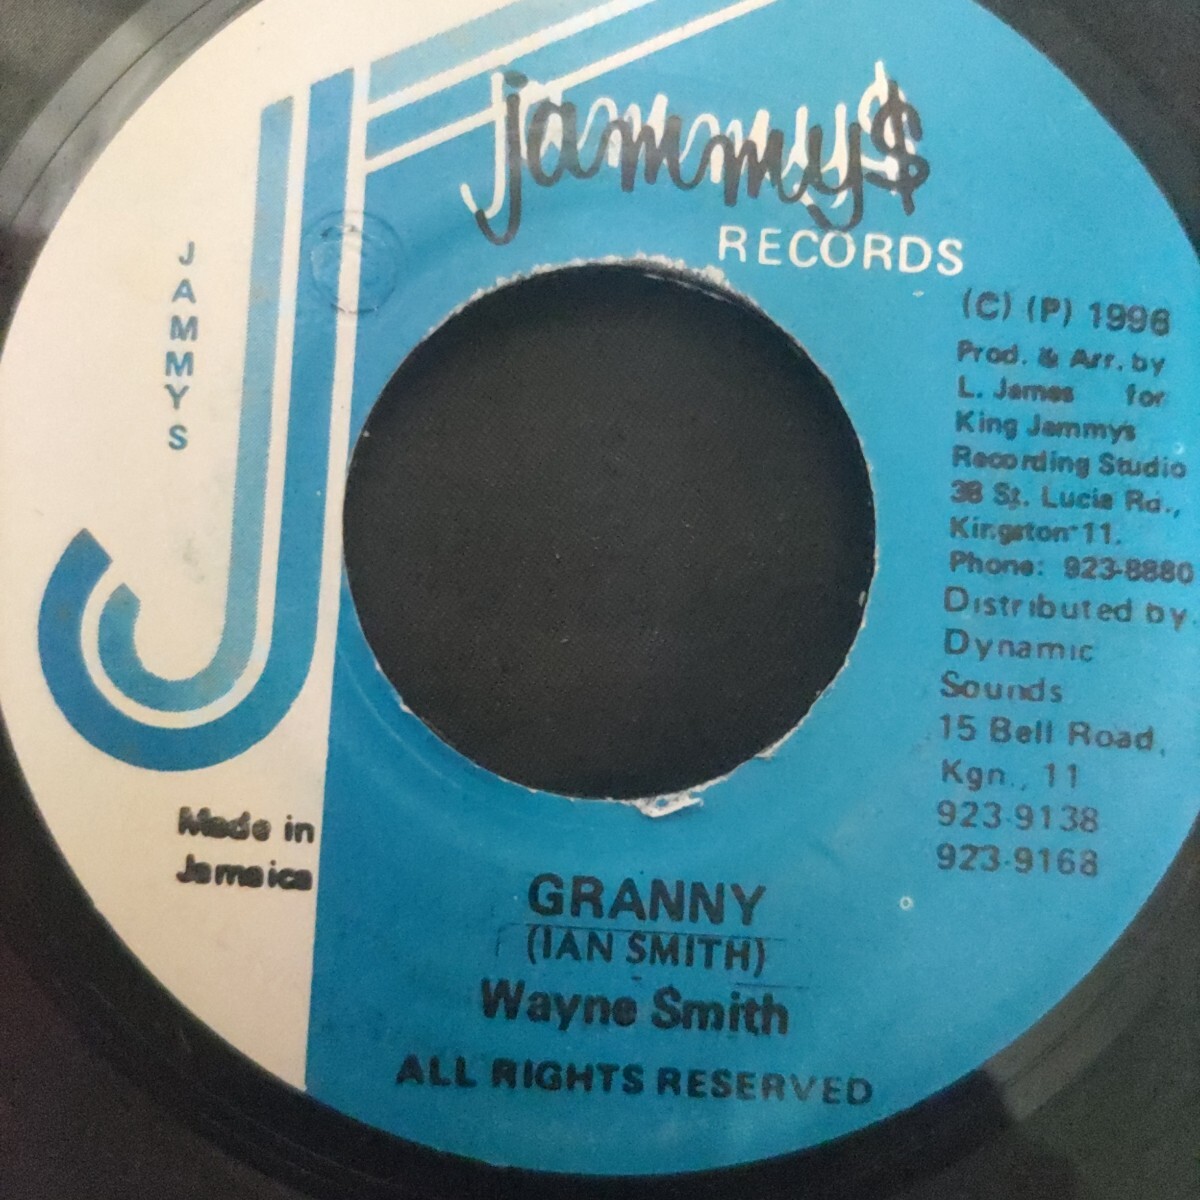 jammy$
RECORDS
JAMMYS
(C) (P) 1996
Prod. & Arr. by
L. James for
King Jammys
Recording Studio
38 St. Lucia Rd.,
Kingston 11.
Phone: 923-8880
Distributed by
Dynamic
Sounds
15 Bell Road,
Kgn., 11
923-9138
923-9168
Made in
Jamaica
GRANNY
(IAN SMITH)
Wayne Smith
ALL RIGHTS RESERVED